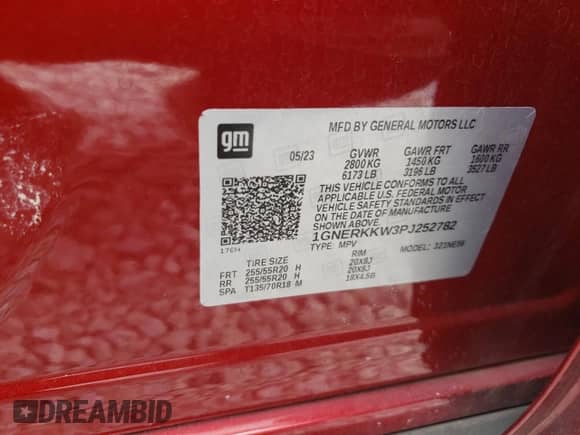 gm
MFD BY GENERAL MOTORS LLC
05/23 GVWR GAWR FRT GAWR RR
2800 KG 1450 KG 1600 KG
6173 LB 3196 LB 3527 LB
THIS VEHICLE CONFORMS TO ALL
APPLICABLE U.S. FEDERAL MOTOR
VEHICLE SAFETY STANDARDS IN EFFECT
ON THE DATE OF MANUFACTURE
SHOWN ABOVE.
1GNERKKW3PJ252782
TYPE: MPV MODEL: 323NE56
TIRE SIZE RIM
FRT 255/55R20 H 20X8J
RR 255/55R20 H 20X8J
SPA T135/70R18 M 18X4.5B
DREAMBID